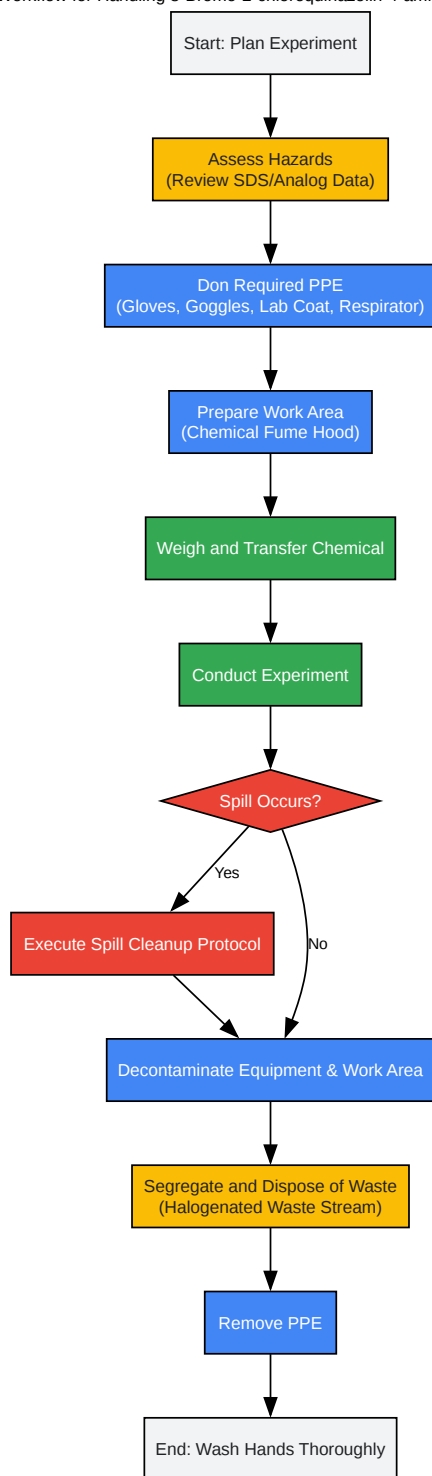 for Handling
Start: Plan Experiment
Assess Hazards
(Review SDS/Analog Data)
Don Required PPE
(Gloves, Goggles, Lab Coat, Respirator)
Prepare Work Area
(Chemical Fume Hood)
Weigh and Transfer Chemical
Conduct Experiment
Spill Occurs?
Yes
Execute Spill Cleanup Protocol
No
Decontaminate Equipment & Work Area
Segregate and Dispose of Waste
(Halogenated Waste Stream)
Remove PPE
End: Wash Hands Thoroughly